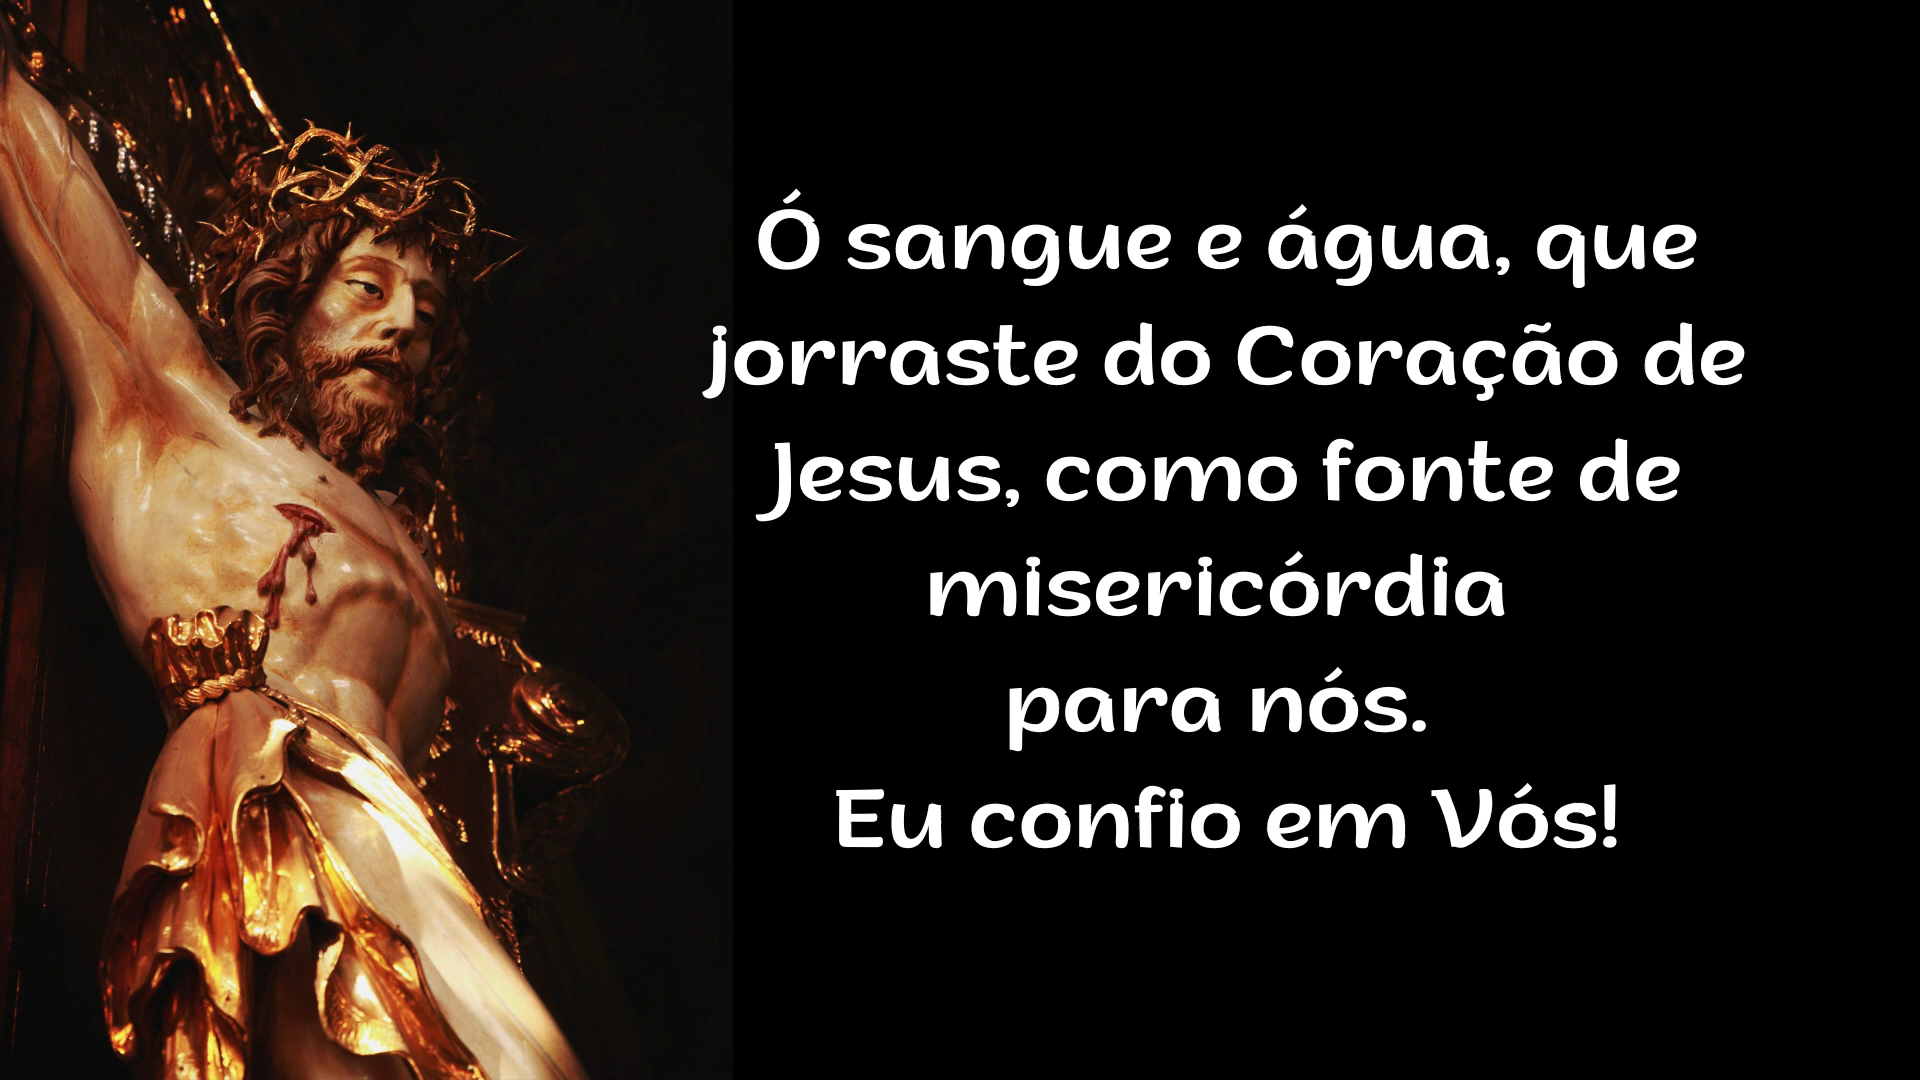 Ó sangue e água, que
jorraste do Coração de
Jesus, como fonte de
misericórdia
para nós.
Eu confio em Vós!